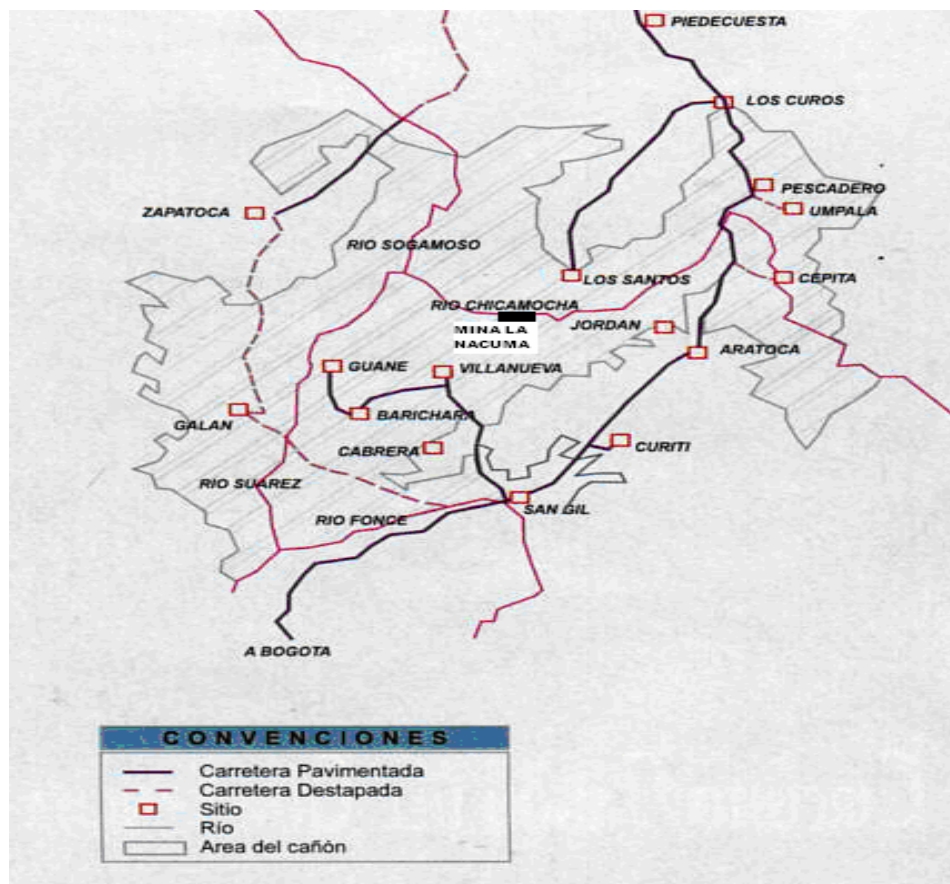 PIEDECUESTA
LOS CUROS
PESCADERO
ZAPATOCA
UMPALA
RIO SOGAMOSO
LOS SANTOS
CEPITA
RIO CHICAMOCHA
MINA LA
NACUMA
JORDAN
ARATOCA
GUANE
VILLANUEVA
BARICHARA
GALAN
CABRERA
CURITI
RIO SUAREZ
SAN GIL
RIO FONCE
A BOGOTA
CONVENCIONES
Carretera Pavimentada
Carretera Destapada
Sitio
Río
Area del cañón